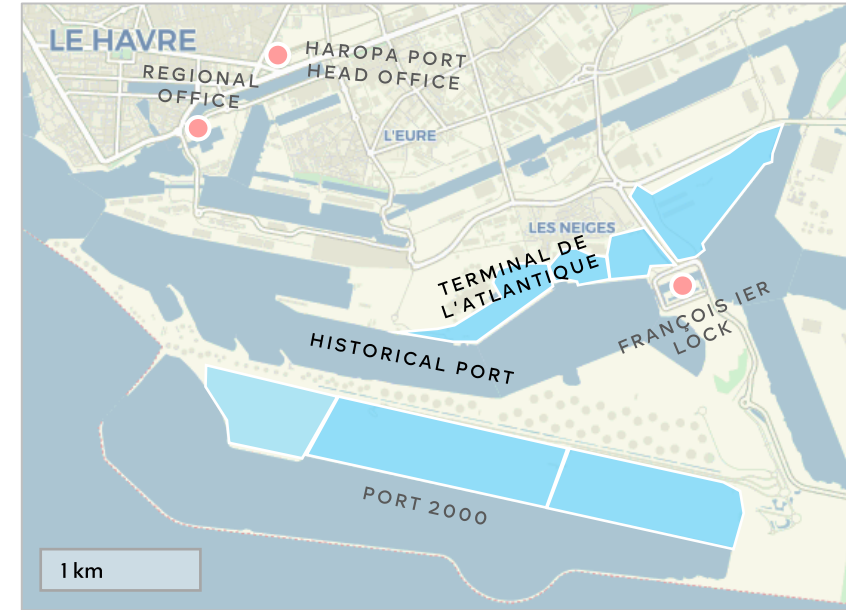 LE HAVRE
HAROPA PORT
HEAD OFFICE
REGIONAL
OFFICE
L'EURE
LES NEIGES
TERMINAL DE
L'ATLANTIQUE
FRANÇOIS IER
LOCK
HISTORICAL PORT
PORT 2000
1 km